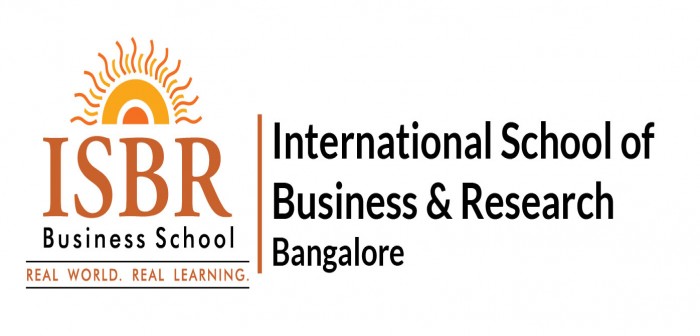 ISBR
Business School
REAL WORLD. REAL LEARNING.
International School of
Business & Research
Bangalore